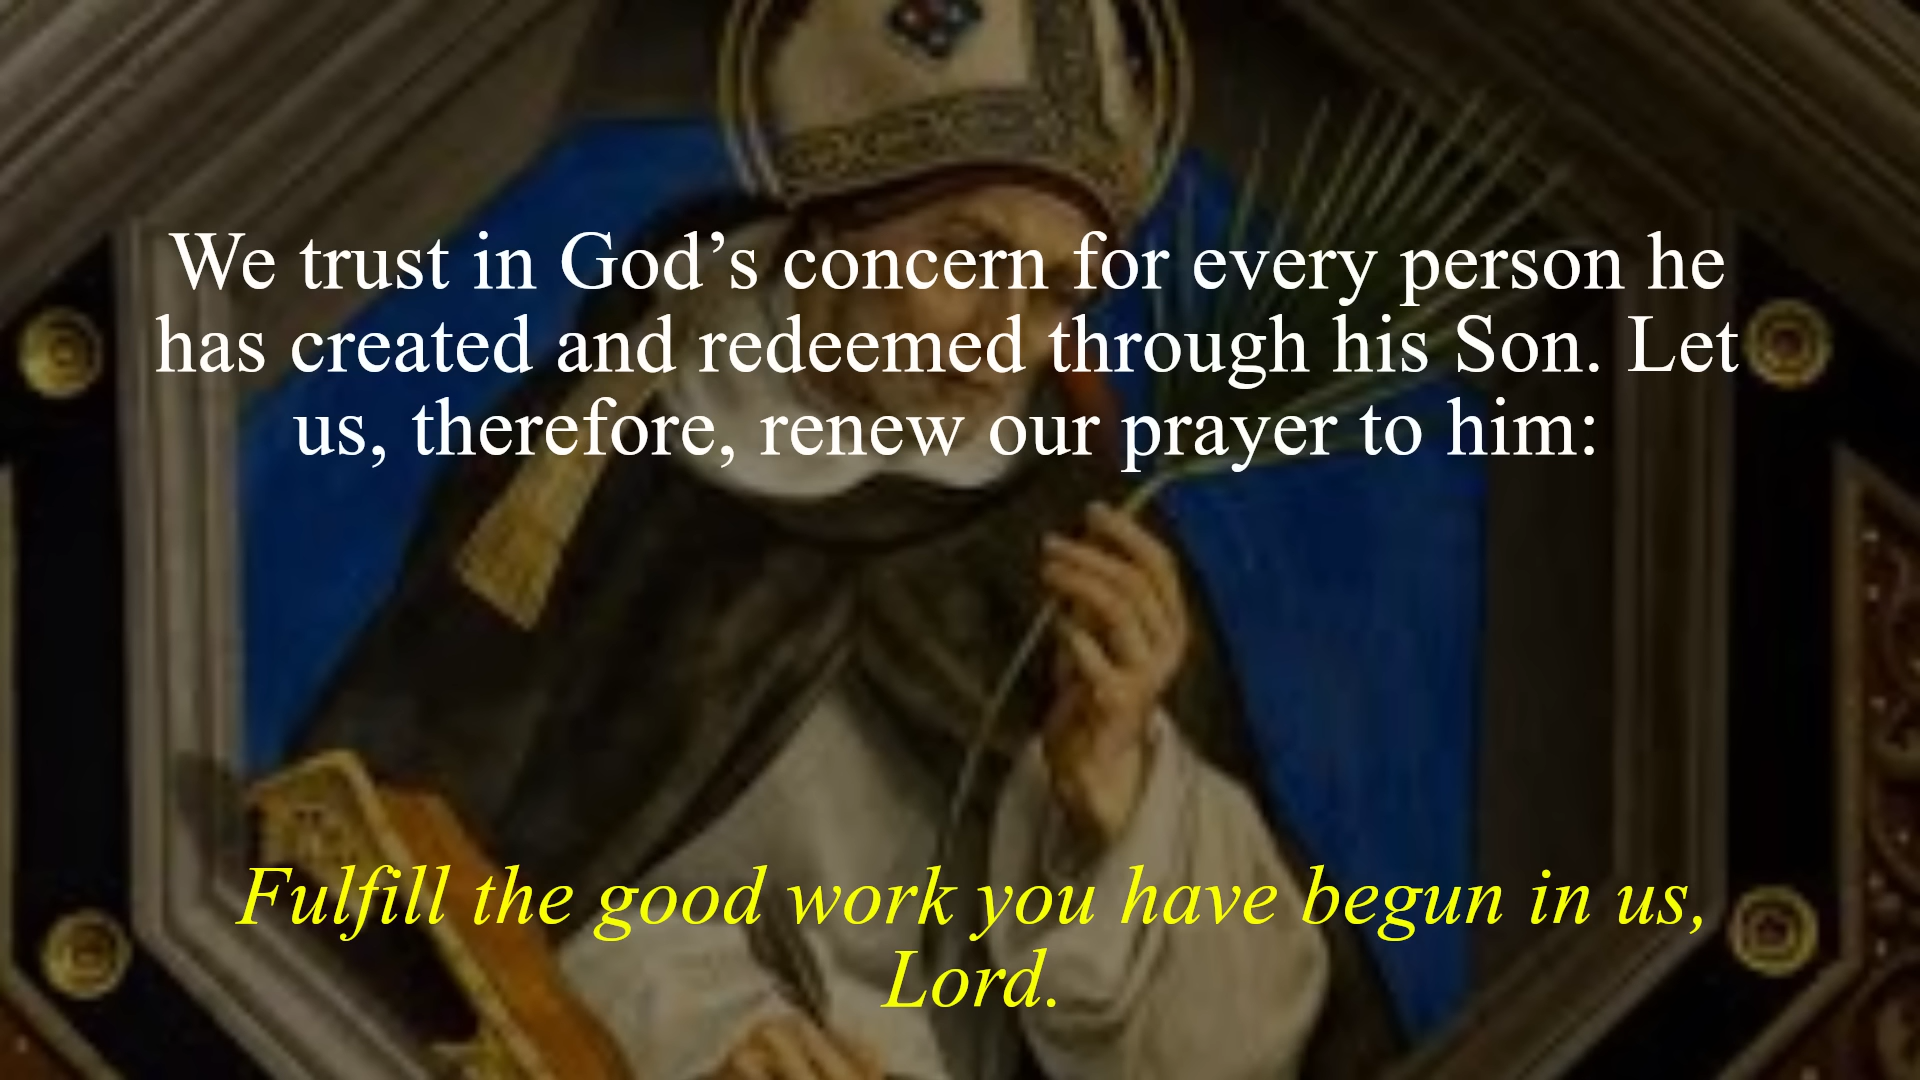 We trust in God’s concern for every person he
has created and redeemed through his Son. Let
us, therefore, renew our prayer to him:
Fulfill the good work you have begun in us,
Lord.